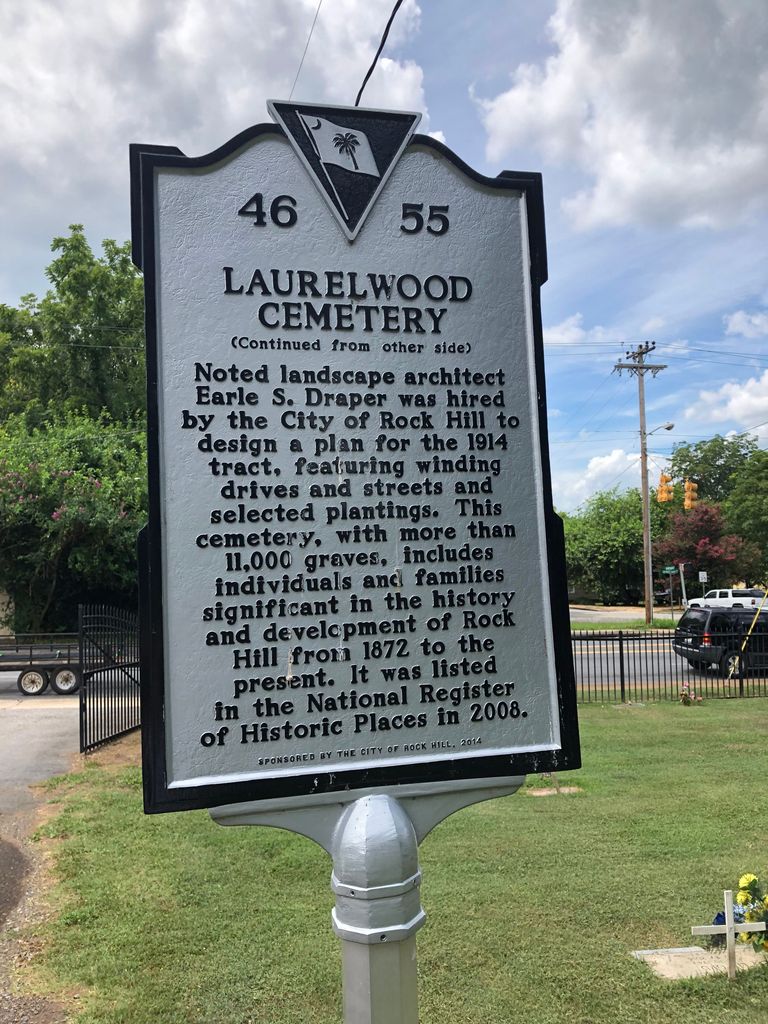 46 55
LAURELWOOD
CEMETERY
(Continued from other side)
Noted landscape architect
Earle S. Draper was hired
by the City of Rock Hill to
design a plan for the 1914
tract, featuring winding
drives and streets and
selected plantings. This
cemetery, with more than
11,000 graves, includes
individuals and families
significant in the history
and development of Rock
Hill from 1872 to the
present. It was listed
in the National Register
of Historic Places in 2008.
SPONSORED BY THE CITY OF ROCK HILL, 2014